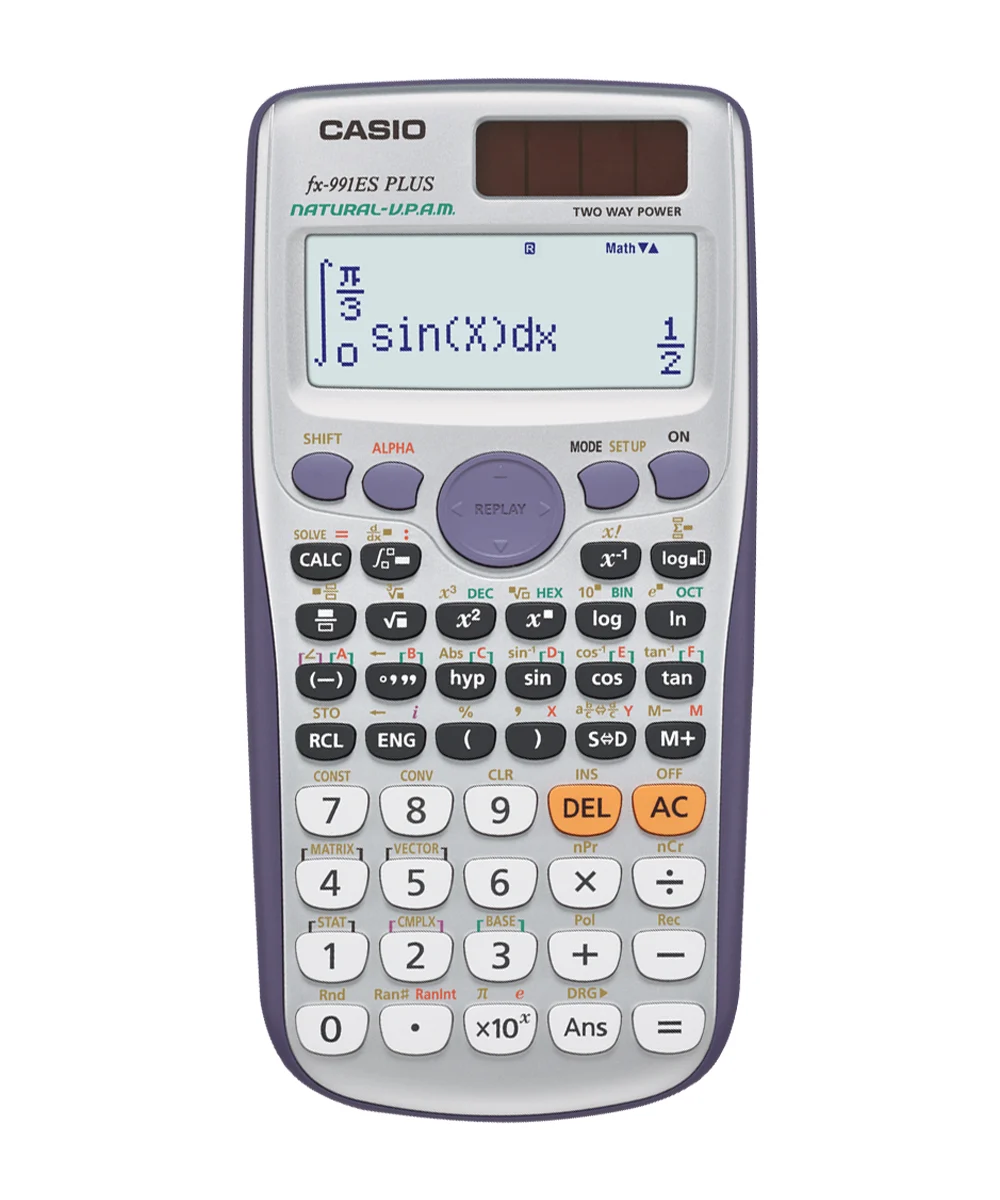 CASIO
fx-991ES PLUS
NATURAL-V.P.A.M.
TWO WAY POWER
R Math▼▲
∫ π/3 0 sin(X)dx 1/2
SHIFT ALPHA MODE SETUP ON
REPLAY
SOLVE = d/dx■ : x! Σ■
CALC ∫■ x⁻¹ log■▯
■▯/▯ ³√■ x³ DEC ■√▯ HEX 10■ BIN e■ OCT
■/▯ √■ x² x■ log ln
∠ A ← B Abs C sin⁻¹ D cos⁻¹ E tan⁻¹ F
(—) °,,, hyp sin cos tan
STO ← i % , X a b/c⇔d/c Y M− M
RCL ENG ( ) S⇔D M+
CONST CONV CLR INS OFF
7 8 9 DEL AC
MATRIX VECTOR nPr nCr
4 5 6 × ÷
STAT CMPLX BASE Pol Rec
1 2 3 + −
Rnd Ran# RanInt π e DRG▶
0 • ×10ˣ Ans =